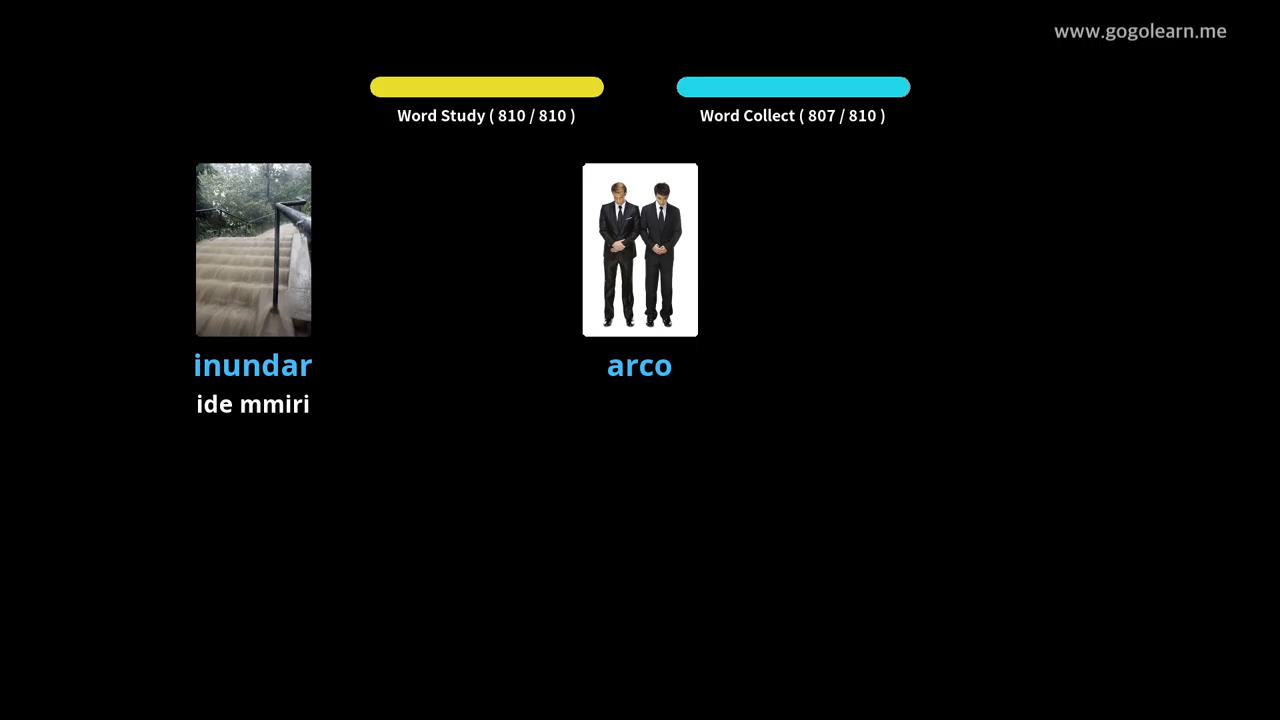 www.gogolearn.me
Word Study ( 810 / 810 )
Word Collect ( 807 / 810 )
inundar
ide mmiri
arco